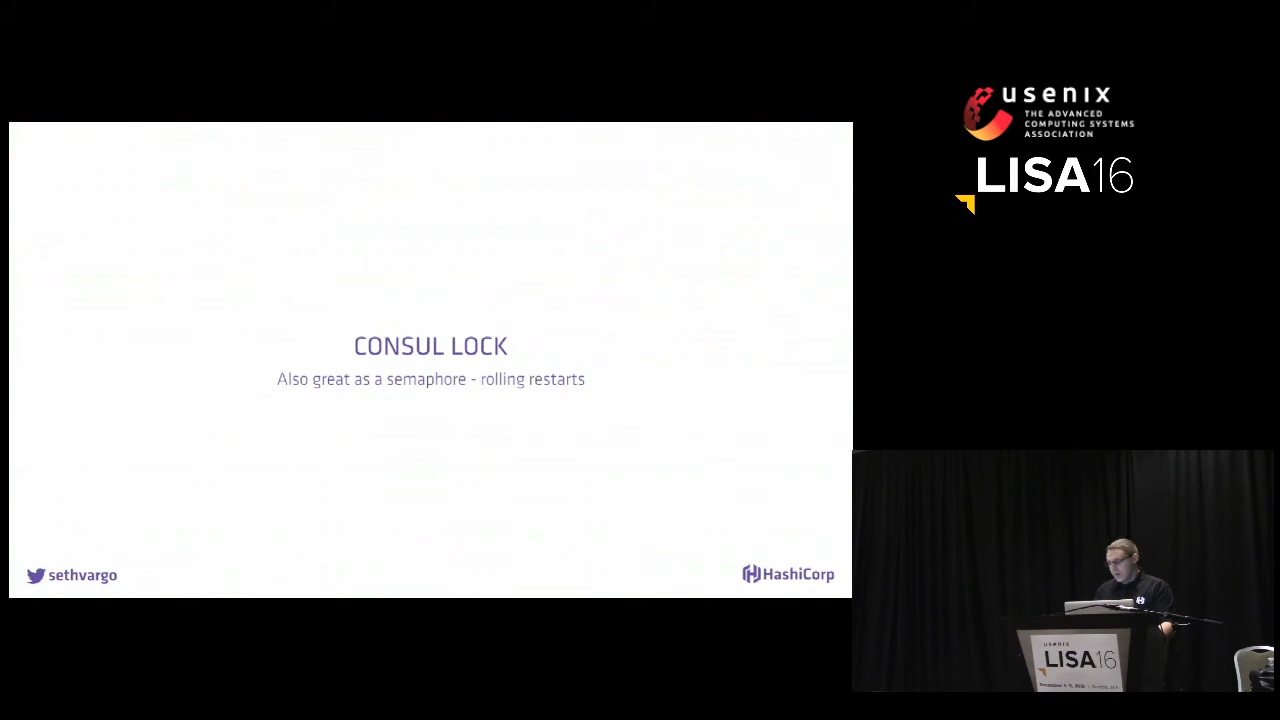 usenix
THE ADVANCED
COMPUTING SYSTEMS
ASSOCIATION
LISA16
CONSUL LOCK
Also great as a semaphore - rolling restarts
sethvargo
HashiCorp
usenix
LISA16